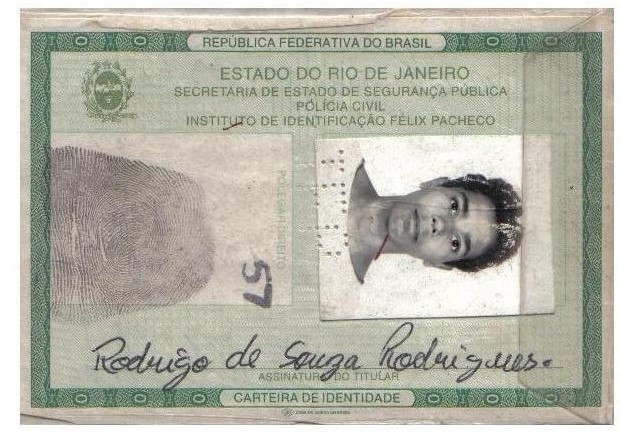 REPÚBLICA FEDERATIVA DO BRASIL
ESTADO DO RIO DE JANEIRO
SECRETARIA DE ESTADO DE SEGURANÇA PÚBLICA
POLÍCIA CIVIL
INSTITUTO DE IDENTIFICAÇÃO FÉLIX PACHECO
POLEGAR DIREITO
57
Rodrigo de Souza Rodrigues.
ASSINATURA DO TITULAR
CARTEIRA DE IDENTIDADE